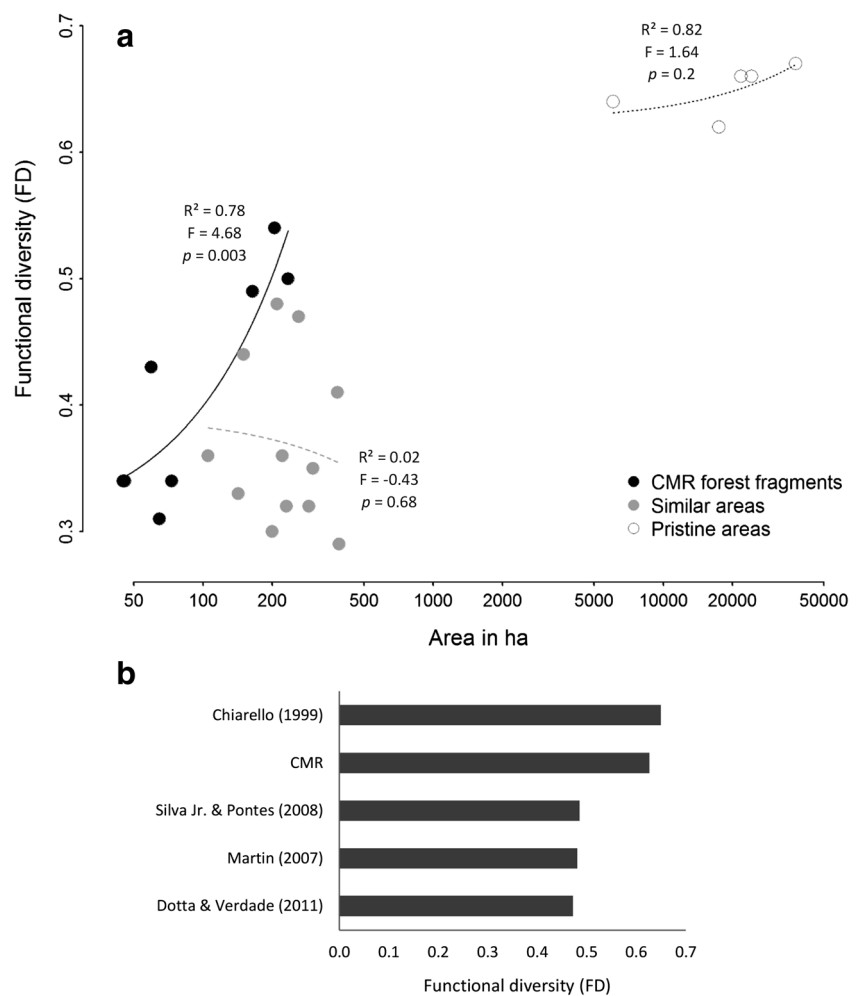 a
R² = 0.82
F = 1.64
p = 0.2
R² = 0.78
F = 4.68
p = 0.003
R² = 0.02
F = -0.43
p = 0.68
CMR forest fragments
Similar areas
Pristine areas
Functional diversity (FD)
0.7
0.6
0.5
0.4
0.3
50 100 200 500 1000 2000 5000 10000 20000 50000
Area in ha
b
Chiarello (1999)
CMR
Silva Jr. & Pontes (2008)
Martin (2007)
Dotta & Verdade (2011)
0.0 0.1 0.2 0.3 0.4 0.5 0.6 0.7
Functional diversity (FD)